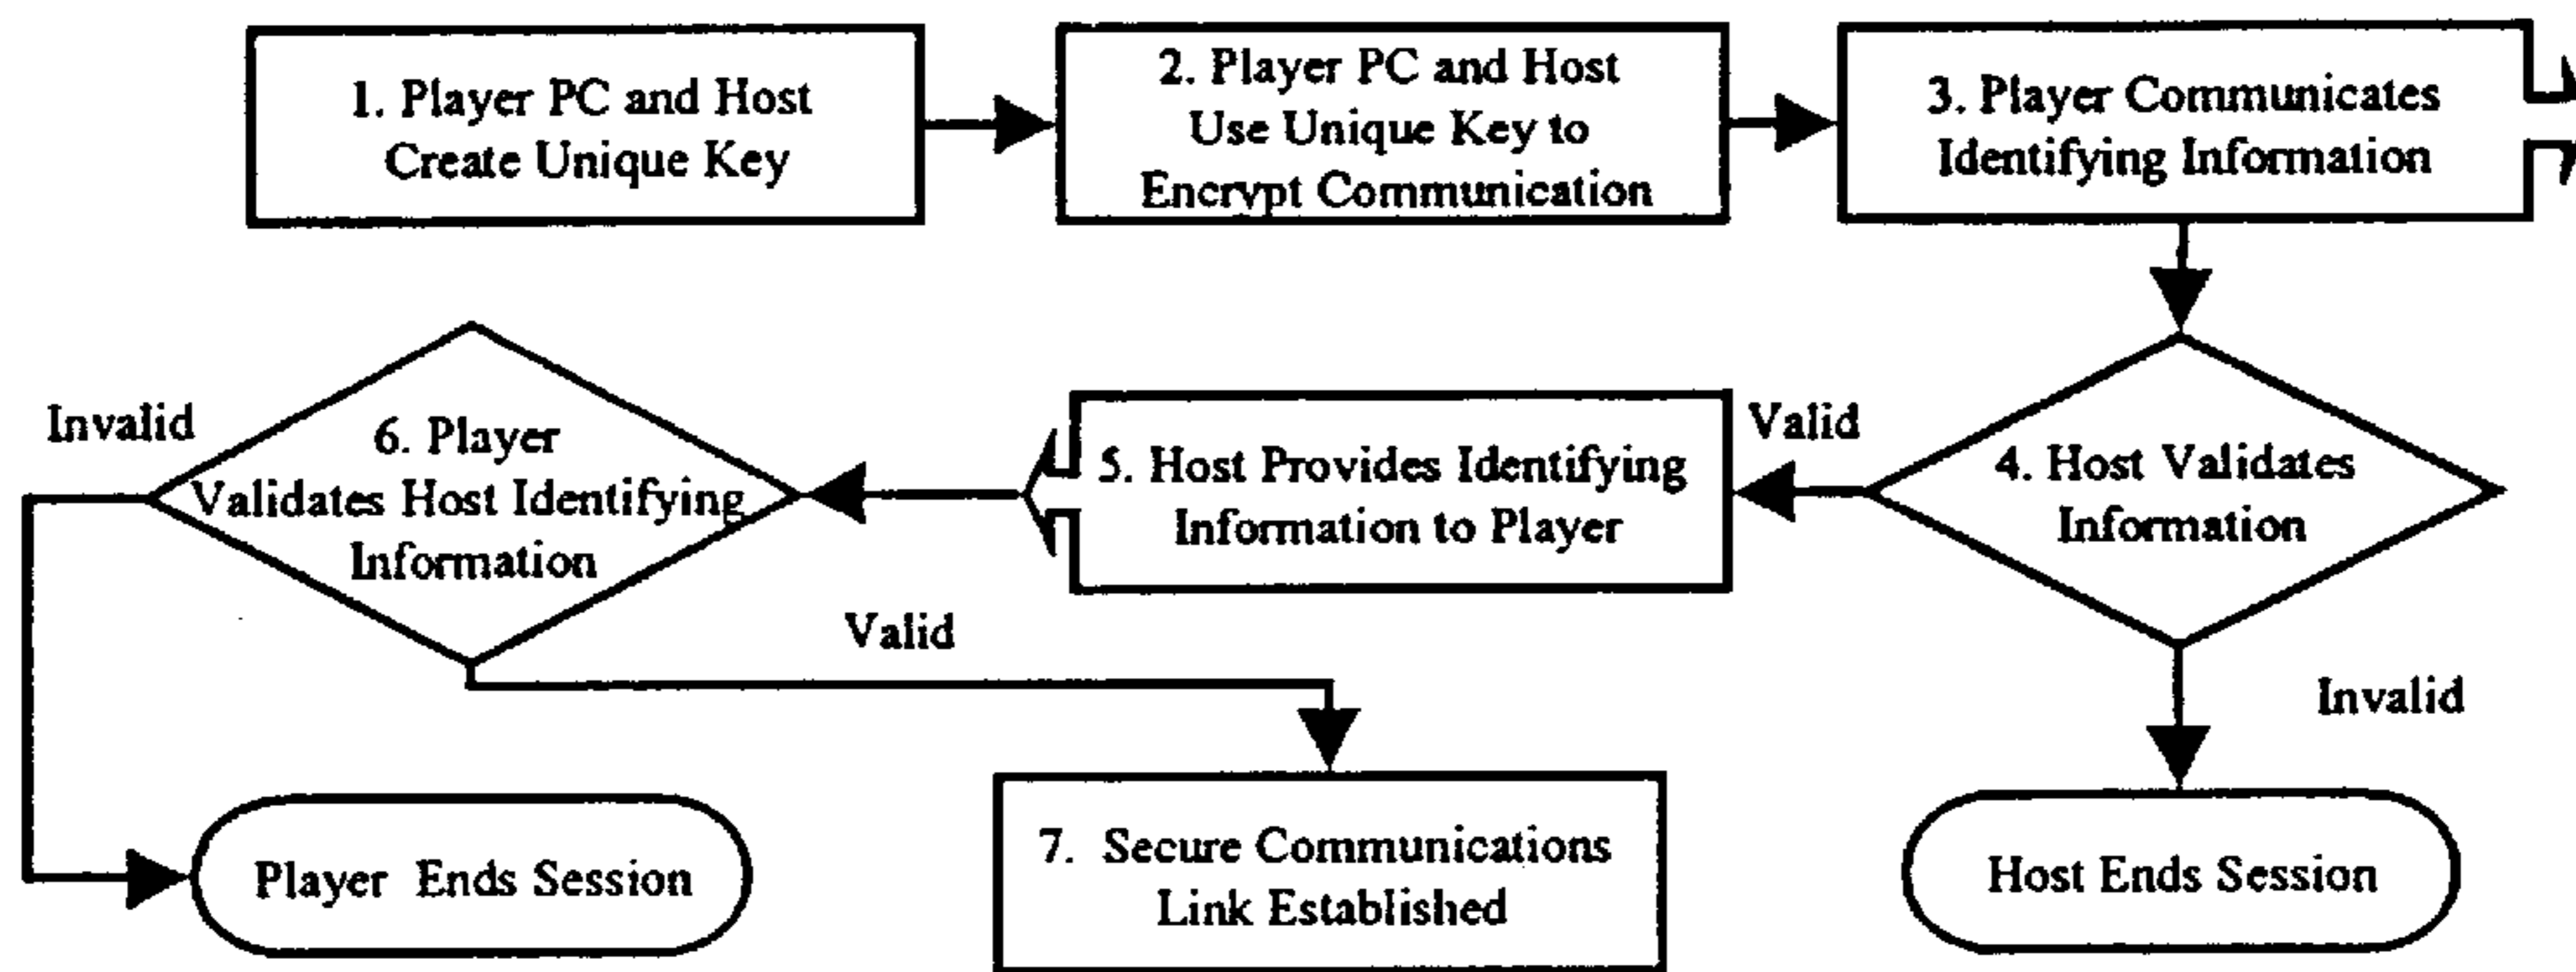 1. Player PC and Host
Create Unique Key
2. Player PC and Host
Use Unique Key to
Encrypt Communication
3. Player Communicates
Identifying Information
Invalid
6. Player
Validates Host Identifying
Information
5. Host Provides Identifying
Information to Player
Valid
4. Host Validates
Information
Valid
Invalid
Player Ends Session
7. Secure Communications
Link Established
Host Ends Session